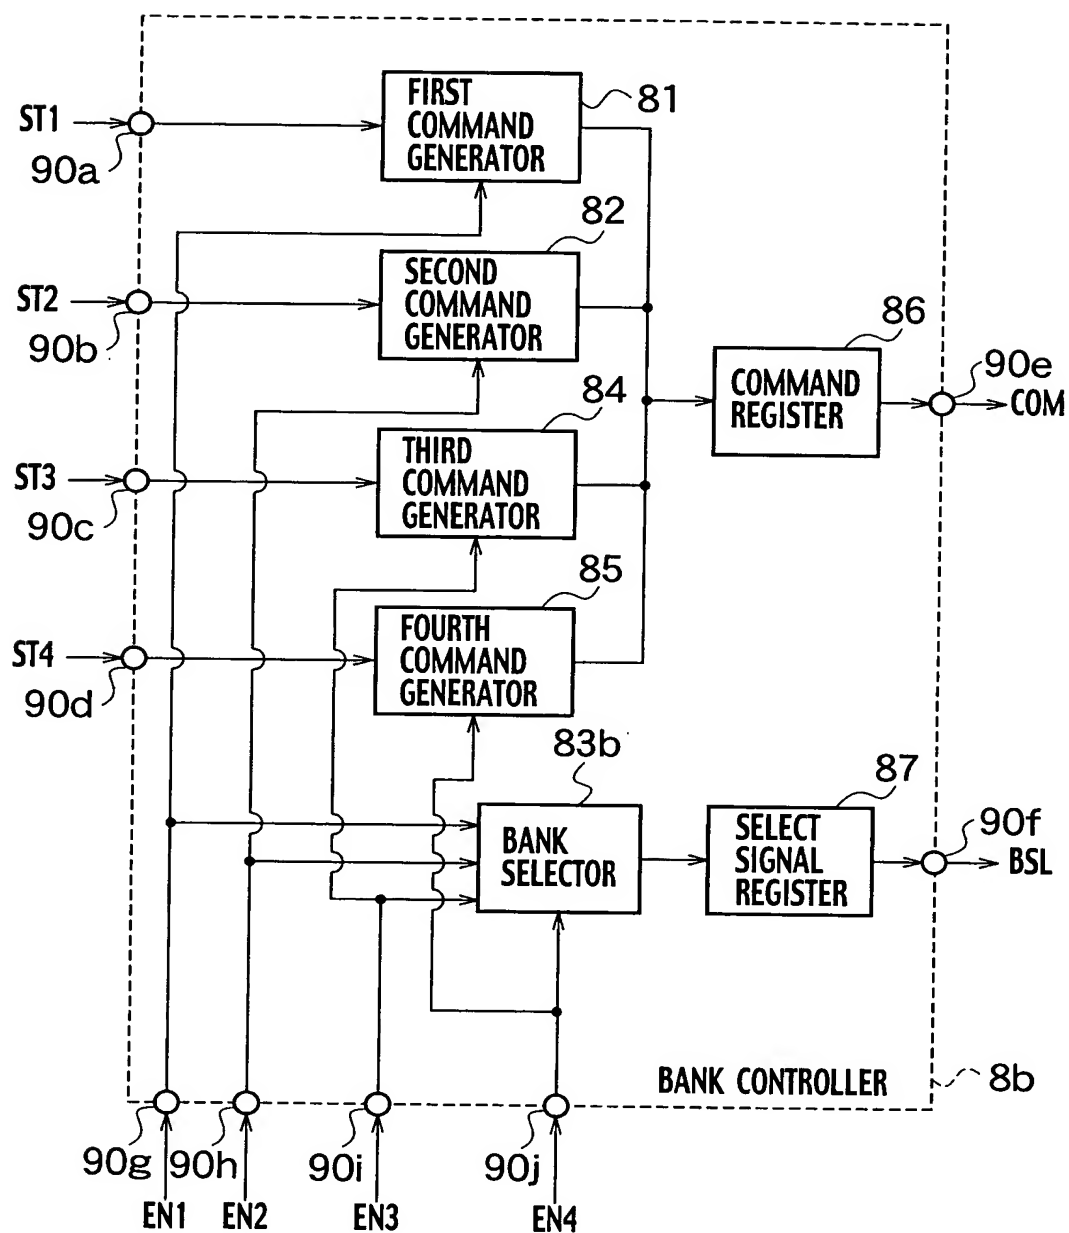 FIRST
COMMAND
GENERATOR
81
ST1
90a
82
SECOND
COMMAND
GENERATOR
ST2
90b
86
COMMAND
REGISTER
90e
COM
84
THIRD
COMMAND
GENERATOR
ST3
90c
85
FOURTH
COMMAND
GENERATOR
ST4
90d
83b
BANK
SELECTOR
87
SELECT
SIGNAL
REGISTER
90f
BSL
BANK CONTROLLER
8b
90g
90h
90i
90j
EN1
EN2
EN3
EN4